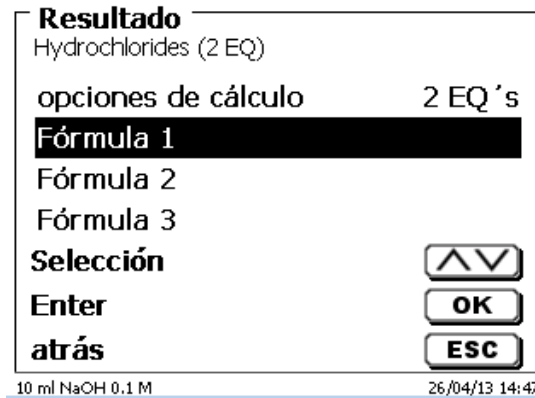 Resultado
Hydrochlorides (2 EQ)
opciones de cálculo 2 EQ´s
Fórmula 1
Fórmula 2
Fórmula 3
Selección
Enter OK
atrás ESC
10 ml NaOH 0.1 M 26/04/13 14:47